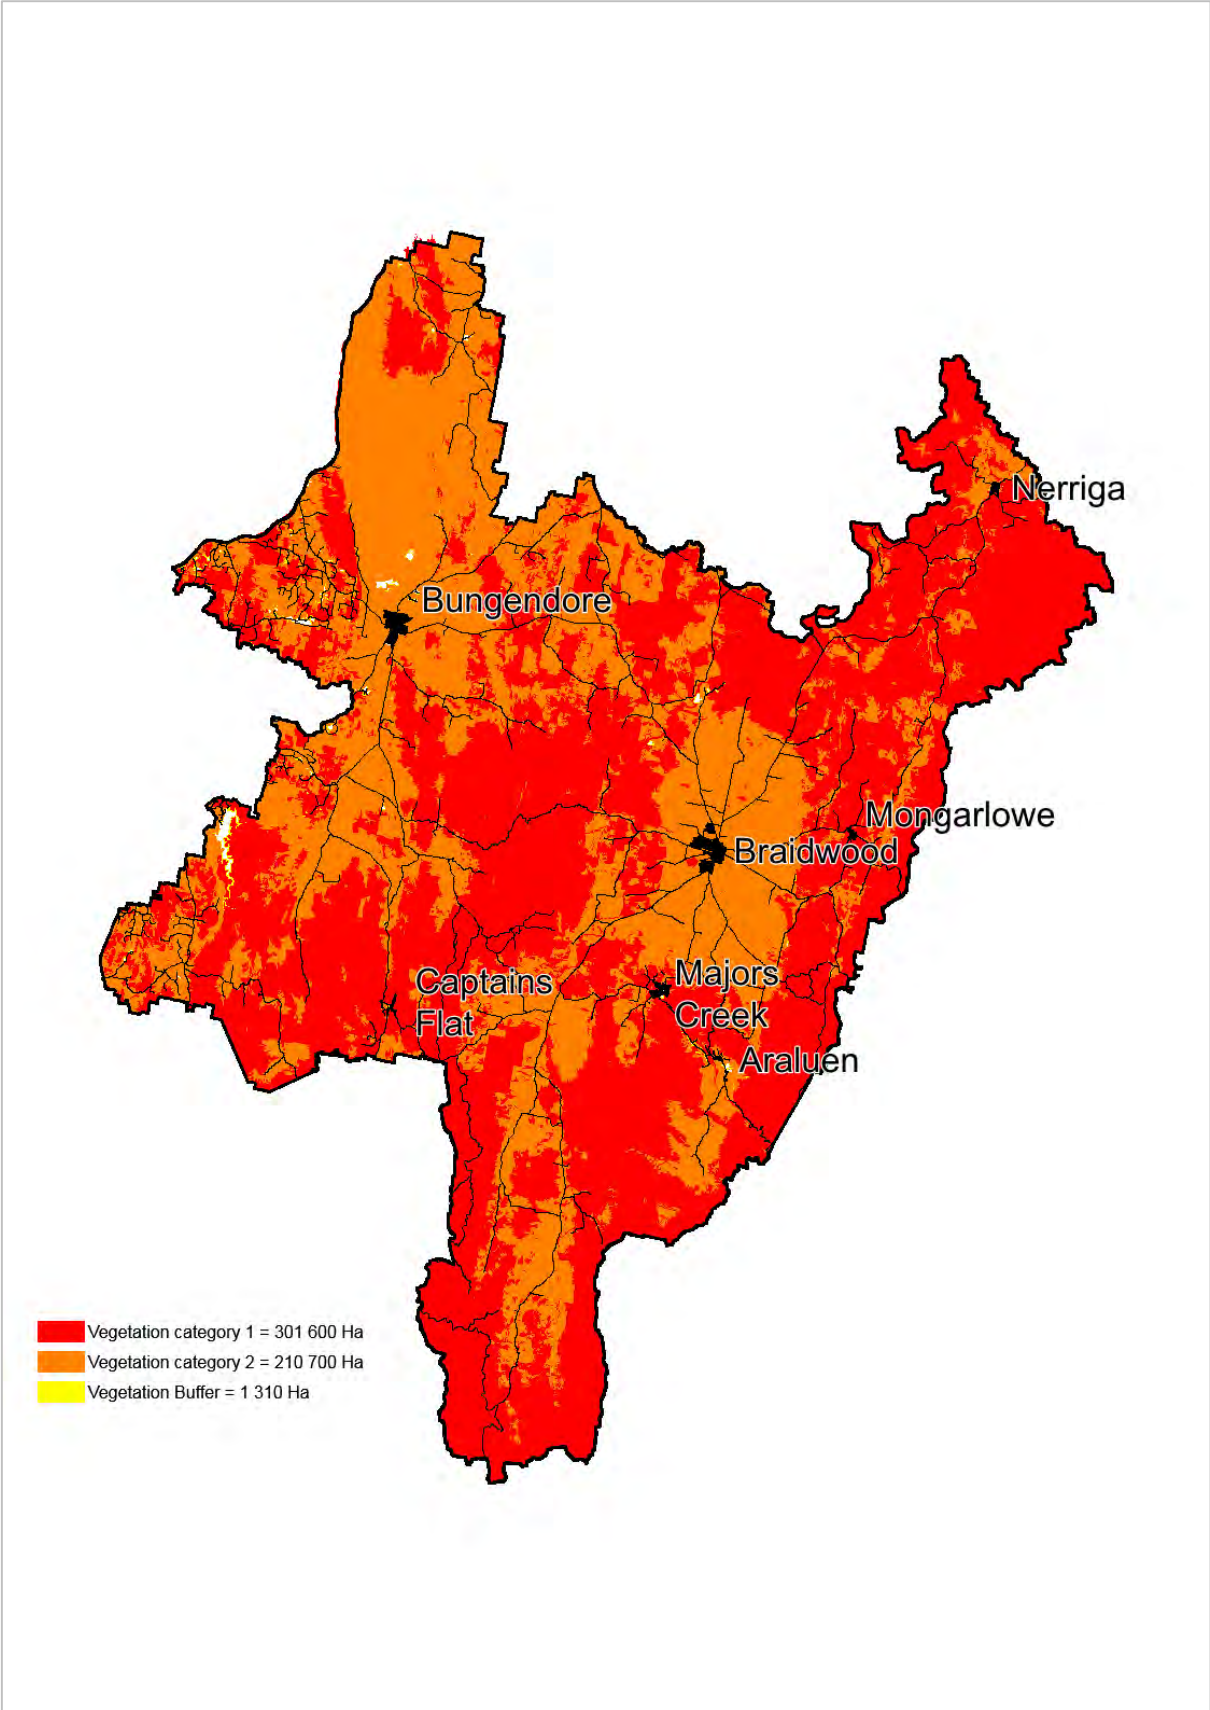 Nerriga
Bungendore
Mongarlowe
Braidwood
Captains
Flat
Majors
Creek
Araluen
Vegetation category 1 = 301 600 Ha
Vegetation category 2 = 210 700 Ha
Vegetation Buffer = 1 310 Ha